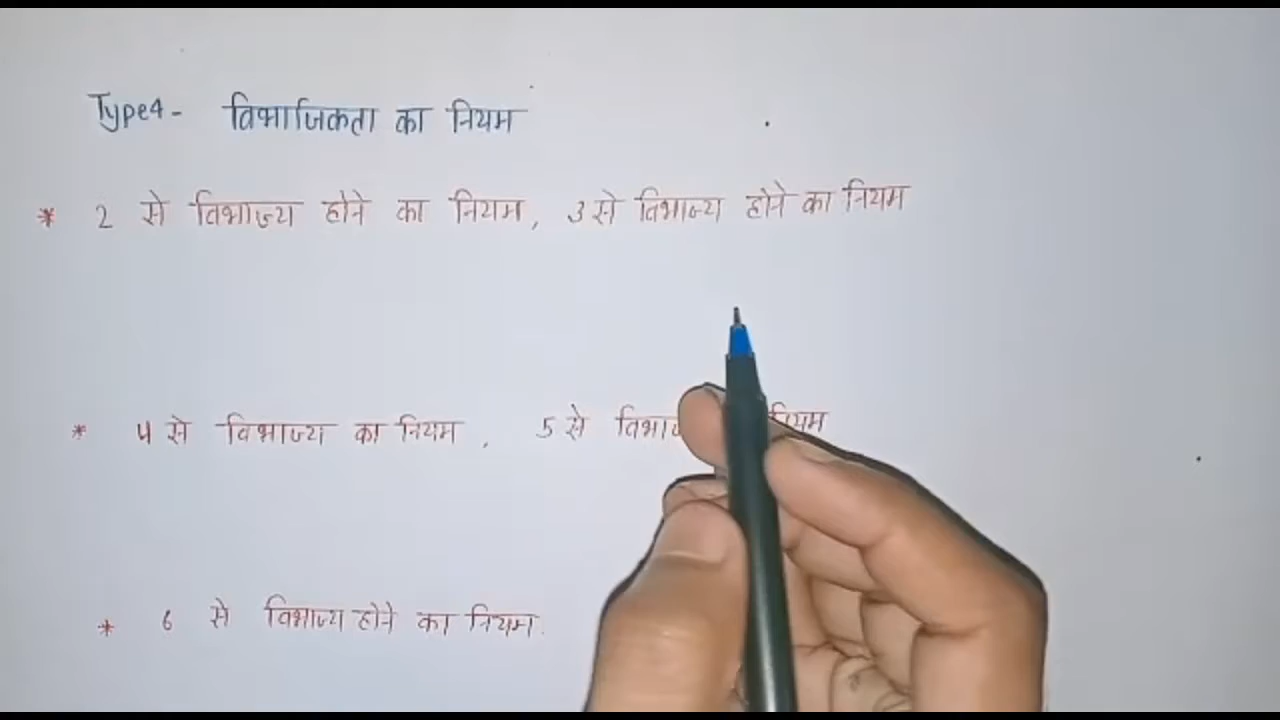 Type4- विभाजिकता का नियम
* 2 से विभाज्य होने का नियम, 3 से विभाज्य होने का नियम
* 4 से विभाज्य का नियम, 5 से
* 6 से विभाज्य होने का नियम.